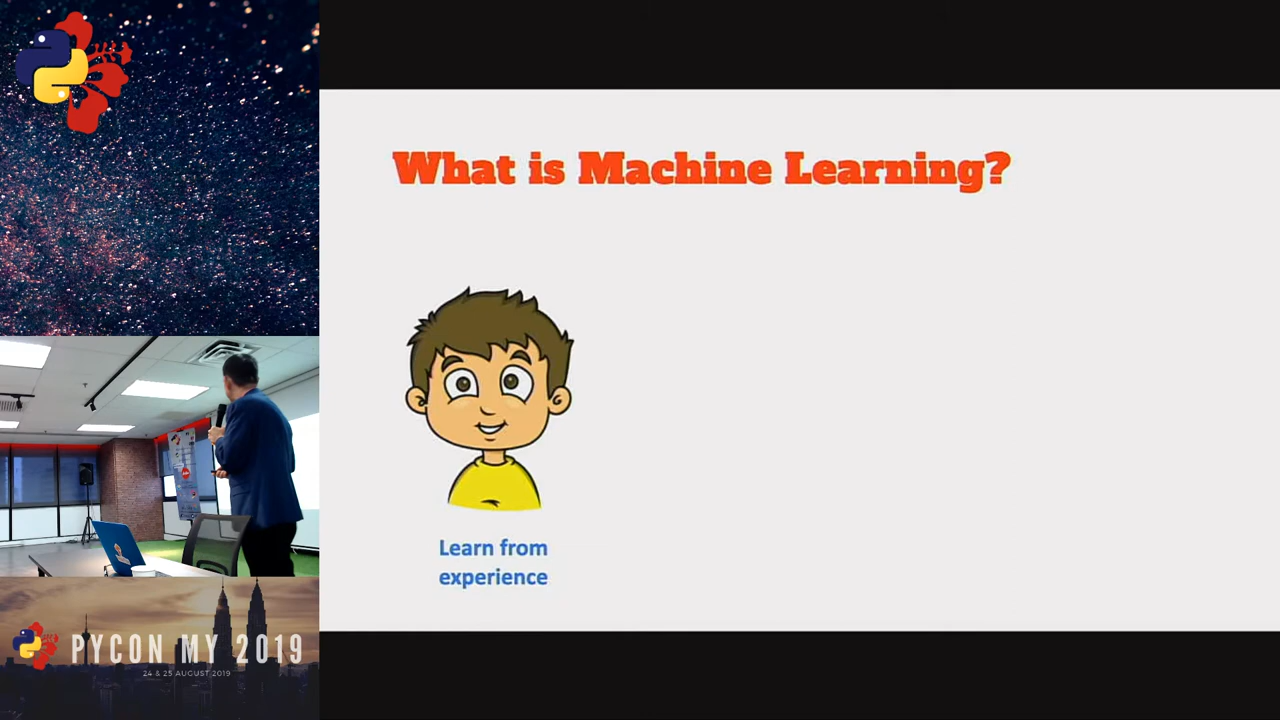 What is Machine Learning?
Learn from
experience
PYCON MY 2019
24 & 25 AUGUST 2019